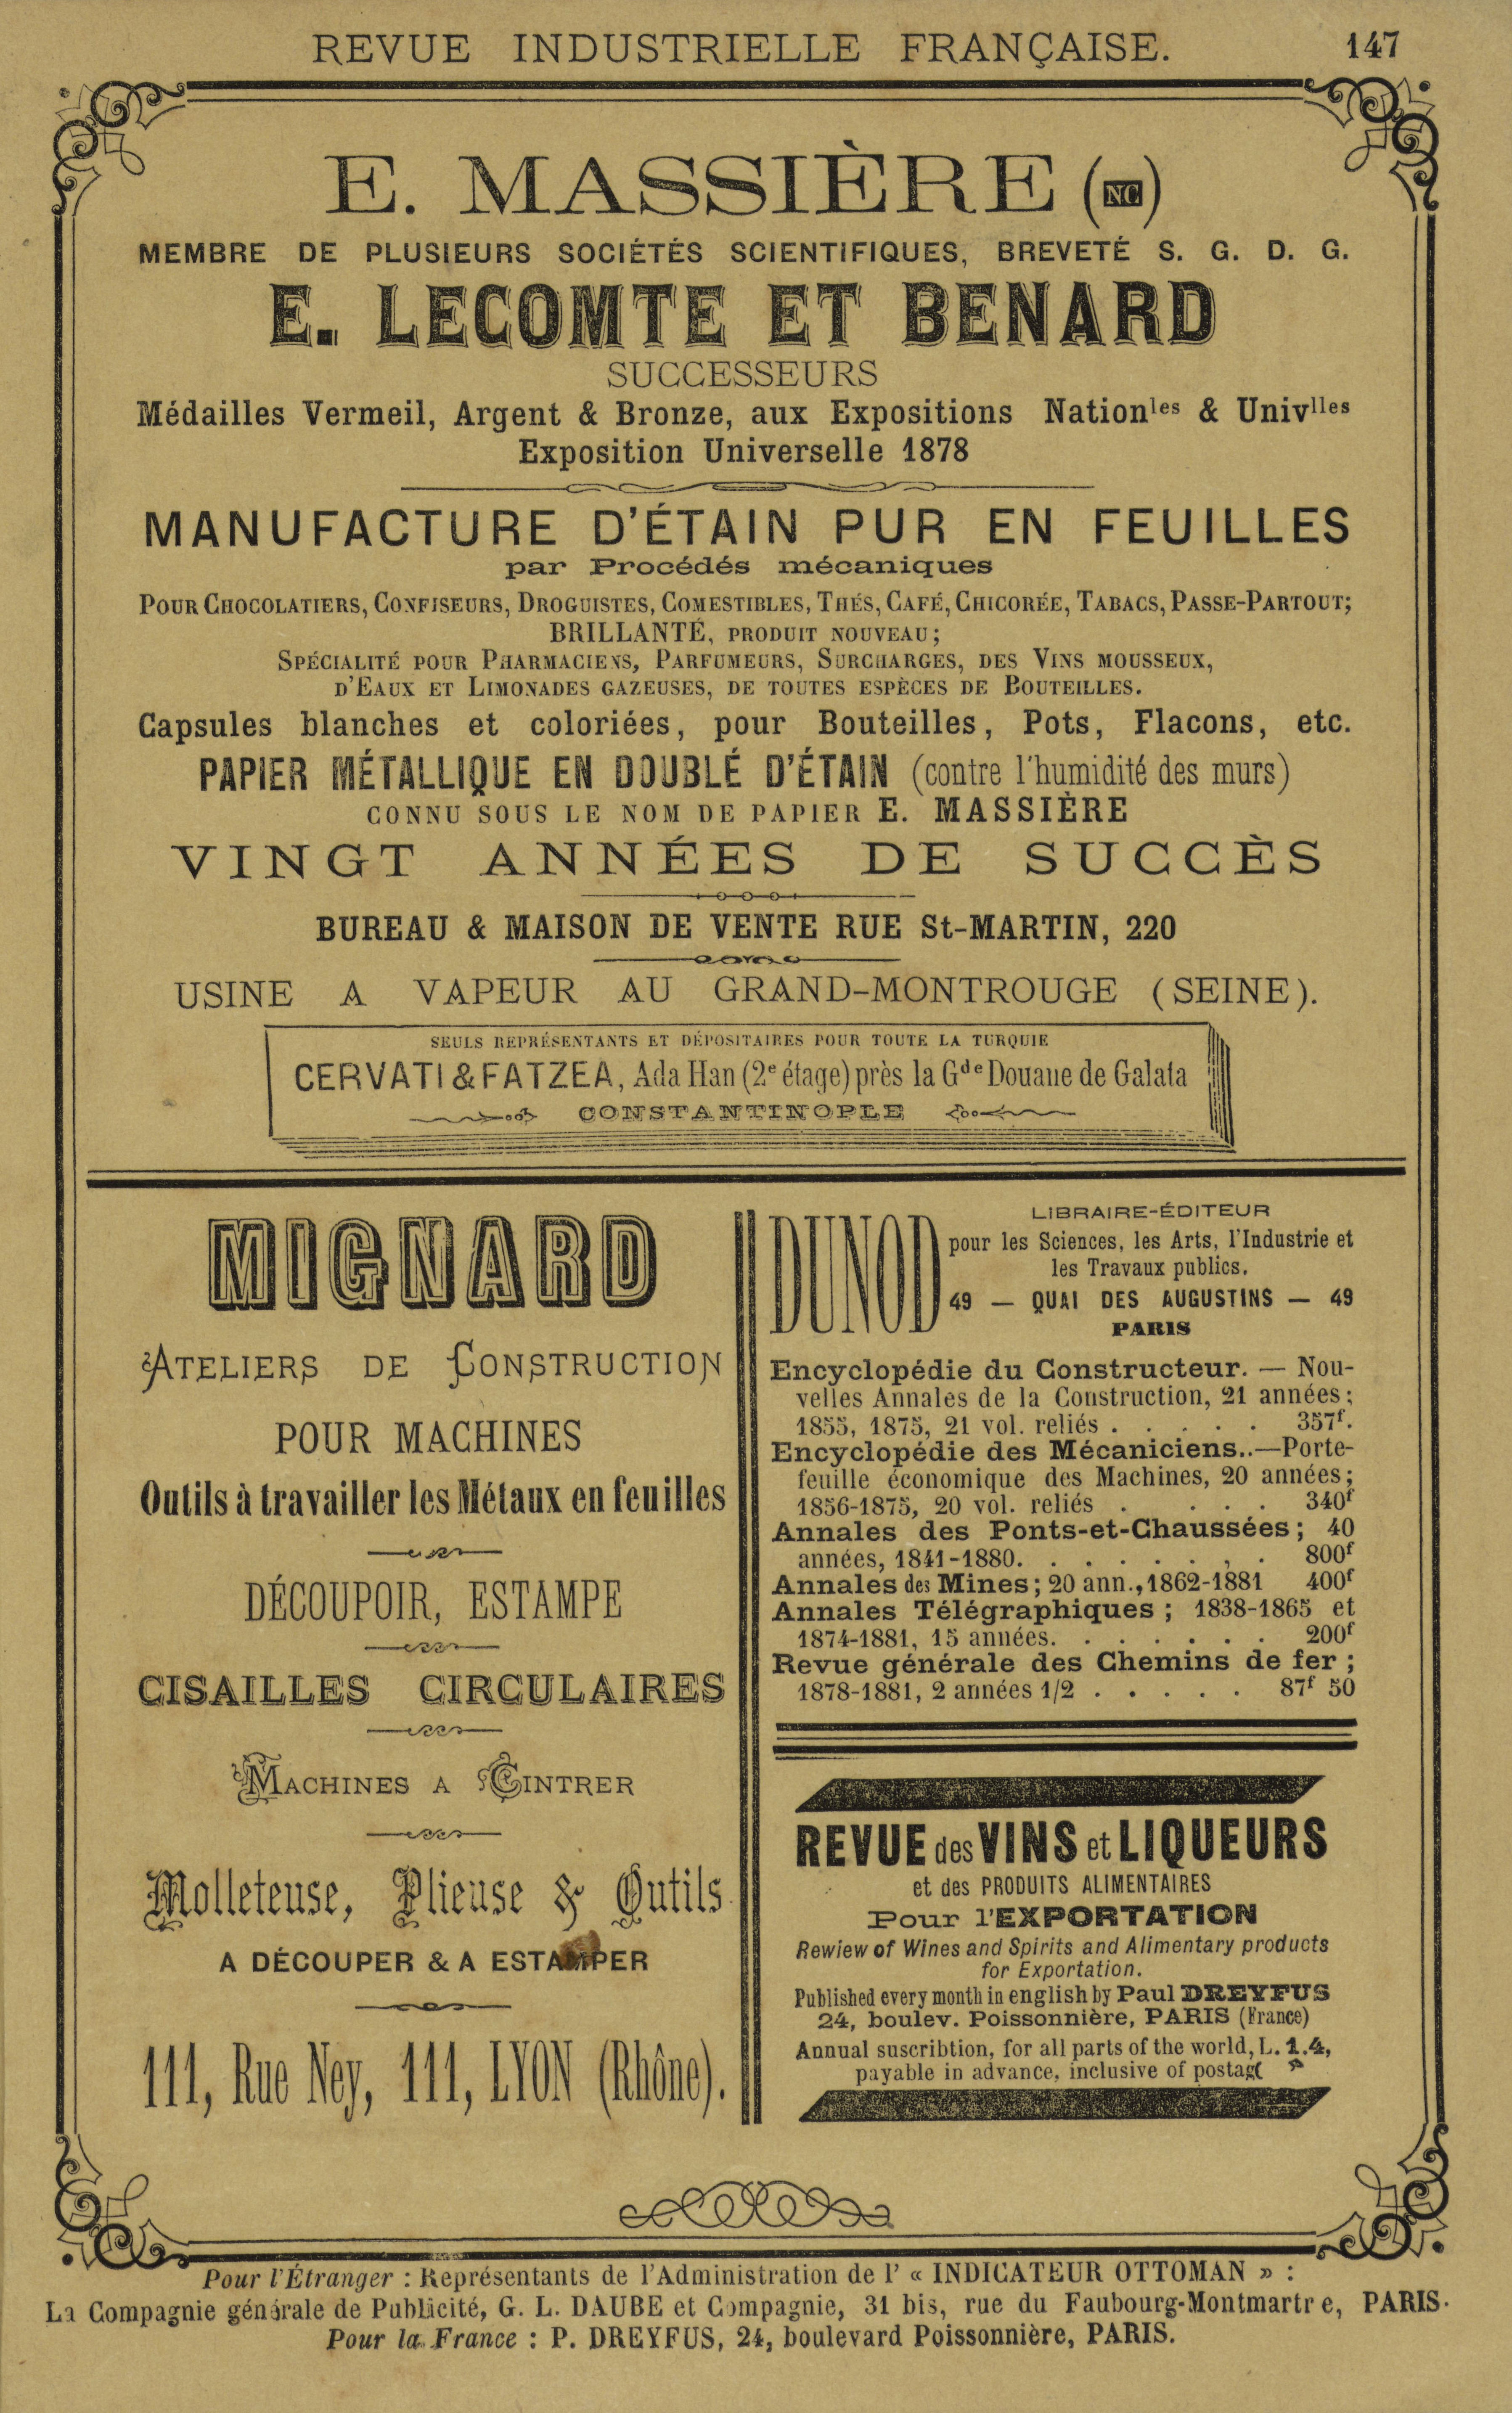 REVUE INDUSTRIELLE FRANÇAISE. 147
E. MASSIÈRE (NC)
MEMBRE DE PLUSIEURS SOCIÉTÉS SCIENTIFIQUES, BREVETÉ S. G. D. G.
E. LECOMTE ET BENARD
SUCCESSEURS
Médailles Vermeil, Argent & Bronze, aux Expositions Nationles & Univlles
Exposition Universelle 1878
MANUFACTURE D'ÉTAIN PUR EN FEUILLES
par Procédés mécaniques
POUR CHOCOLATIERS, CONFISEURS, DROGUISTES, COMESTIBLES, THÉS, CAFÉ, CHICORÉE, TABACS, PASSE-PARTOUT;
BRILLANTÉ, PRODUIT NOUVEAU;
SPÉCIALITÉ POUR PHARMACIENS, PARFUMEURS, SURCHARGES, DES VINS MOUSSEUX,
D'EAUX ET LIMONADES GAZEUSES, DE TOUTES ESPÈCES DE BOUTEILLES.
Capsules blanches et coloriées, pour Bouteilles, Pots, Flacons, etc.
PAPIER MÉTALLIQUE EN DOUBLÉ D'ÉTAIN (contre l'humidité des murs)
CONNU SOUS LE NOM DE PAPIER E. MASSIÈRE
VINGT ANNÉES DE SUCCÈS
BUREAU & MAISON DE VENTE RUE St-MARTIN, 220
USINE A VAPEUR AU GRAND-MONTROUGE (SEINE).
SEULS REPRÉSENTANTS ET DÉPOSITAIRES POUR TOUTE LA TURQUIE
CERVATI & FATZEA, Ada Han (2e étage) près la Gde Douane de Galata
CONSTANTINOPLE
MIGNARD
ATELIERS DE CONSTRUCTION
POUR MACHINES
Outils à travailler les Métaux en feuilles
DÉCOUPOIR, ESTAMPE
CISAILLES CIRCULAIRES
MACHINES A CINTRER
Molleteuse, Plieuse & Outils
A DÉCOUPER & A ESTAMPER
111, Rue Ney, 111, LYON (Rhône).
DUNOD
LIBRAIRE-ÉDITEUR
pour les Sciences, les Arts, l'Industrie et
les Travaux publics.
49 — QUAI DES AUGUSTINS — 49
PARIS
Encyclopédie du Constructeur. — Nou-
velles Annales de la Construction, 21 années;
1855, 1875, 21 vol. reliés . . . . . 357f.
Encyclopédie des Mécaniciens..—Porte-
feuille économique des Machines, 20 années;
1856-1875, 20 vol. reliés . . . . 340f
Annales des Ponts-et-Chaussées; 40
années, 1841-1880. . . . . . . . 800f
Annales des Mines; 20 ann., 1862-1881 400f
Annales Télégraphiques; 1838-1865 et
1874-1881, 15 années. . . . . . . 200f
Revue générale des Chemins de fer;
1878-1881, 2 années 1/2 . . . . . 87f 50
REVUE des VINS et LIQUEURS
et des PRODUITS ALIMENTAIRES
Pour l'EXPORTATION
Rewiew of Wines and Spirits and Alimentary products
for Exportation.
Published every month in english by Paul DREYFUS
24, boulev. Poissonnière, PARIS (France)
Annual suscribtion, for all parts of the world, L. 1.4,
payable in advance, inclusive of postag
Pour l'Étranger : Représentants de l'Administration de l' « INDICATEUR OTTOMAN » :
La Compagnie générale de Publicité, G. L. DAUBE et Compagnie, 31 bis, rue du Faubourg-Montmartre, PARIS.
Pour la France : P. DREYFUS, 24, boulevard Poissonnière, PARIS.